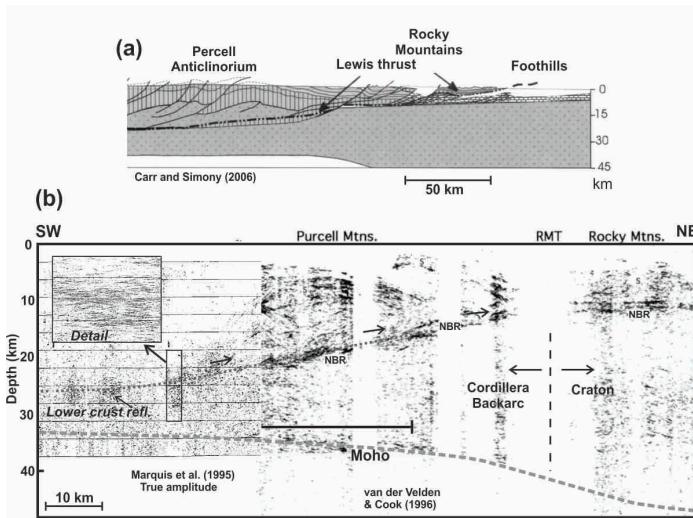 (a)
Percell
Anticlinorium
Lewis thrust
Rocky
Mountains
Foothills
0
15
30
45
km
Carr and Simony (2006)
50 km
(b)
SW
Purcell Mtns.
RMT
Rocky Mtns.
NE
0
10
20
30
40
Depth (km)
Detail
Lower crust refl.
NBR
NBR
NBR
Cordillera
Backarc
Craton
Moho
Marquis et al. (1995)
True amplitude
van der Velden
& Cook (1996)
10 km